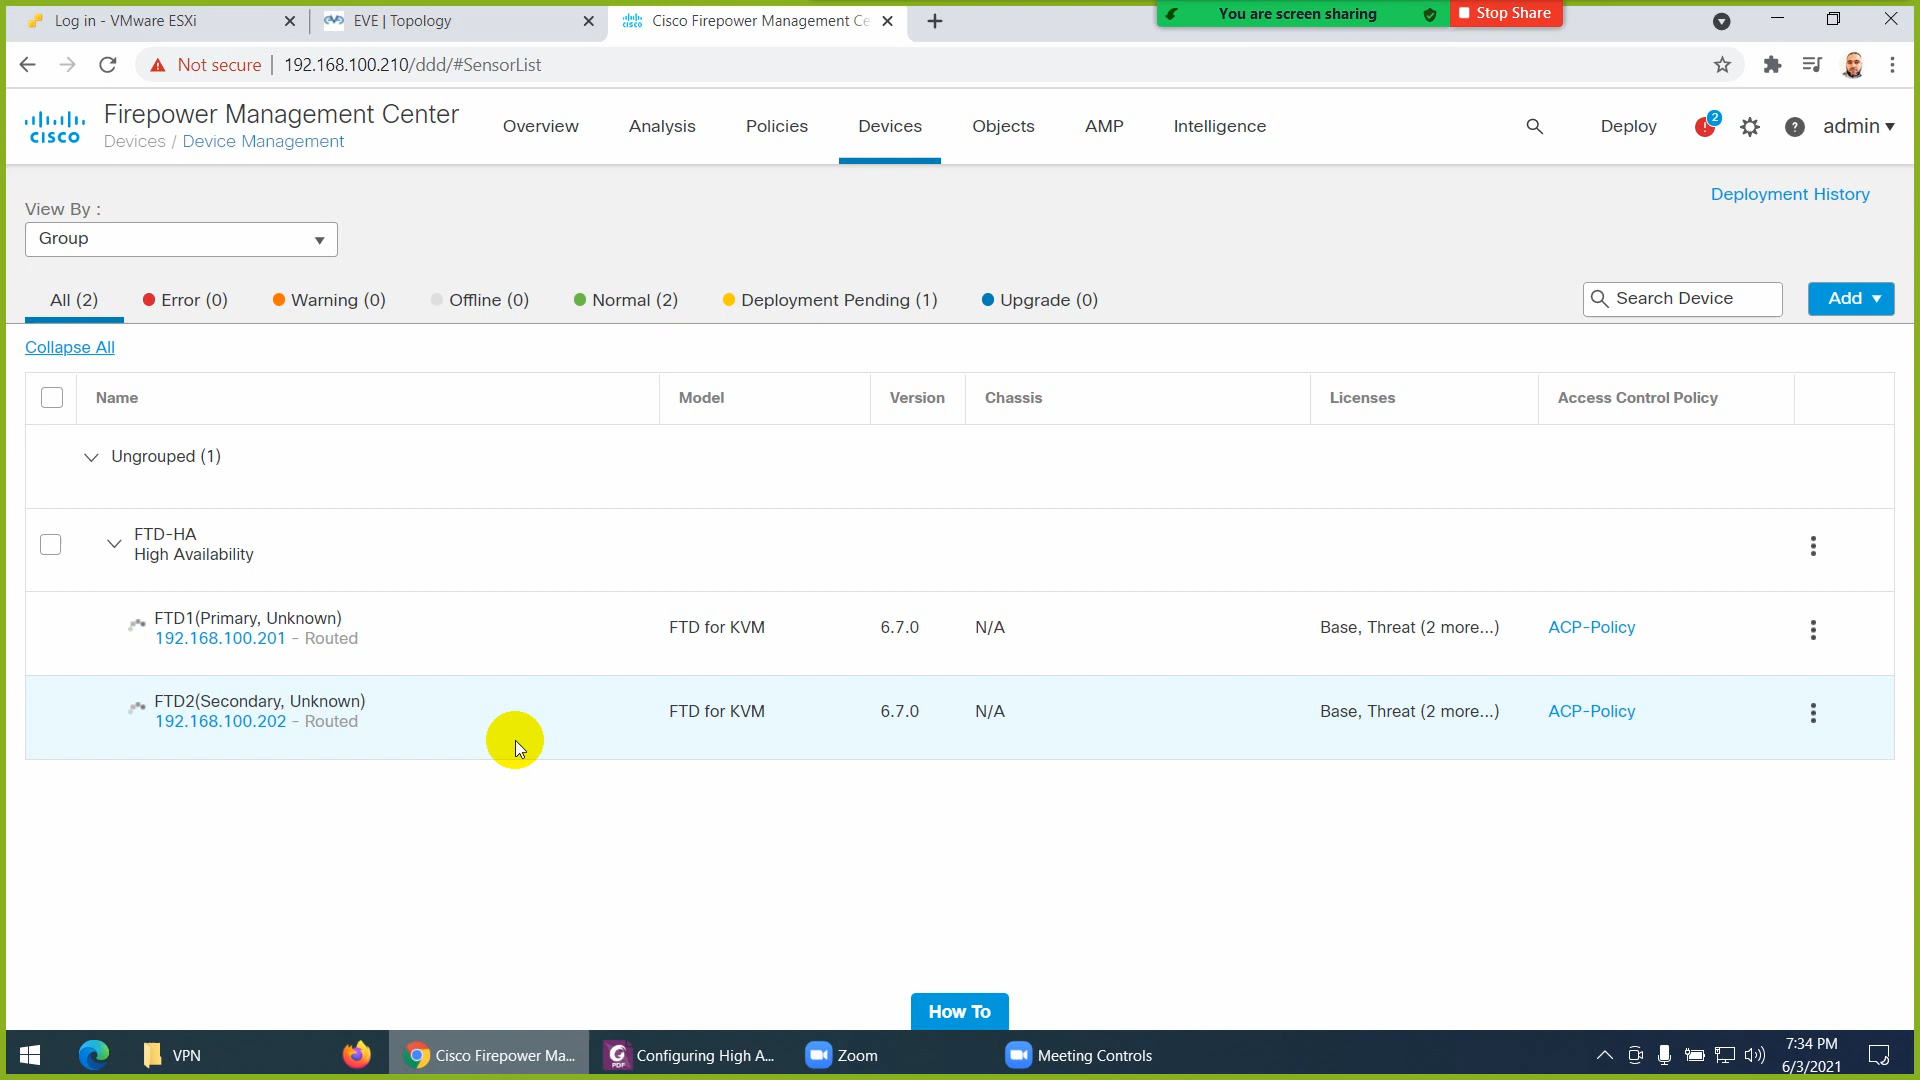 Log in - VMware ESXi
EVE | Topology
Cisco Firepower Management Ce
You are screen sharing
Stop Share
Not secure
192.168.100.210/ddd/#SensorList
CISCO
Firepower Management Center
Devices / Device Management
Overview
Analysis
Policies
Devices
Objects
AMP
Intelligence
Deploy
2
admin
Deployment History
View By :
Group
All (2)
Error (0)
Warning (0)
Offline (0)
Normal (2)
Deployment Pending (1)
Upgrade (0)
Search Device
Add
Collapse All
Name
Model
Version
Chassis
Licenses
Access Control Policy
Ungrouped (1)
FTD-HA
High Availability
FTD1(Primary, Unknown)
192.168.100.201 - Routed
FTD for KVM
6.7.0
N/A
Base, Threat (2 more...)
ACP-Policy
FTD2(Secondary, Unknown)
192.168.100.202 - Routed
FTD for KVM
6.7.0
N/A
Base, Threat (2 more...)
ACP-Policy
How To
VPN
Cisco Firepower Ma...
PDF
Configuring High A...
Zoom
Meeting Controls
7:34 PM
6/3/2021